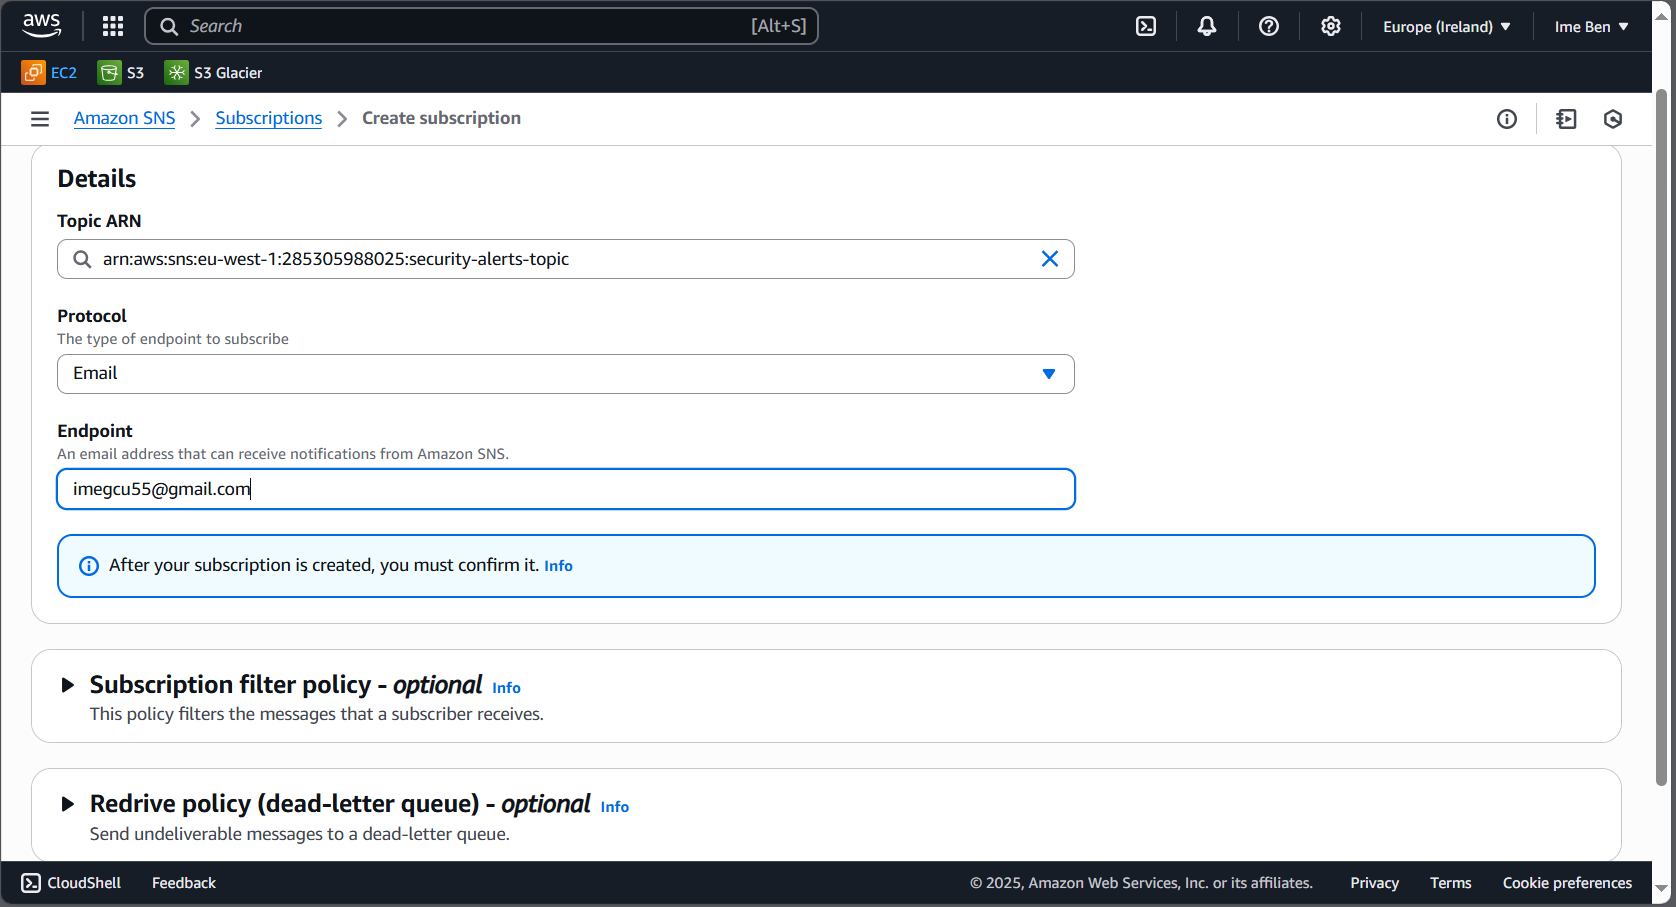 aws
Search [Alt+S] Europe (Ireland) Ime Ben
EC2 S3 S3 Glacier
Amazon SNS Subscriptions Create subscription
Details
Topic ARN
arn:aws:sns:eu-west-1:285305988025:security-alerts-topic
Protocol
The type of endpoint to subscribe
Email
Endpoint
An email address that can receive notifications from Amazon SNS.
imegcu55@gmail.com
After your subscription is created, you must confirm it. Info
Subscription filter policy - optional Info
This policy filters the messages that a subscriber receives.
Redrive policy (dead-letter queue) - optional Info
Send undeliverable messages to a dead-letter queue.
CloudShell Feedback © 2025, Amazon Web Services, Inc. or its affiliates. Privacy Terms Cookie preferences